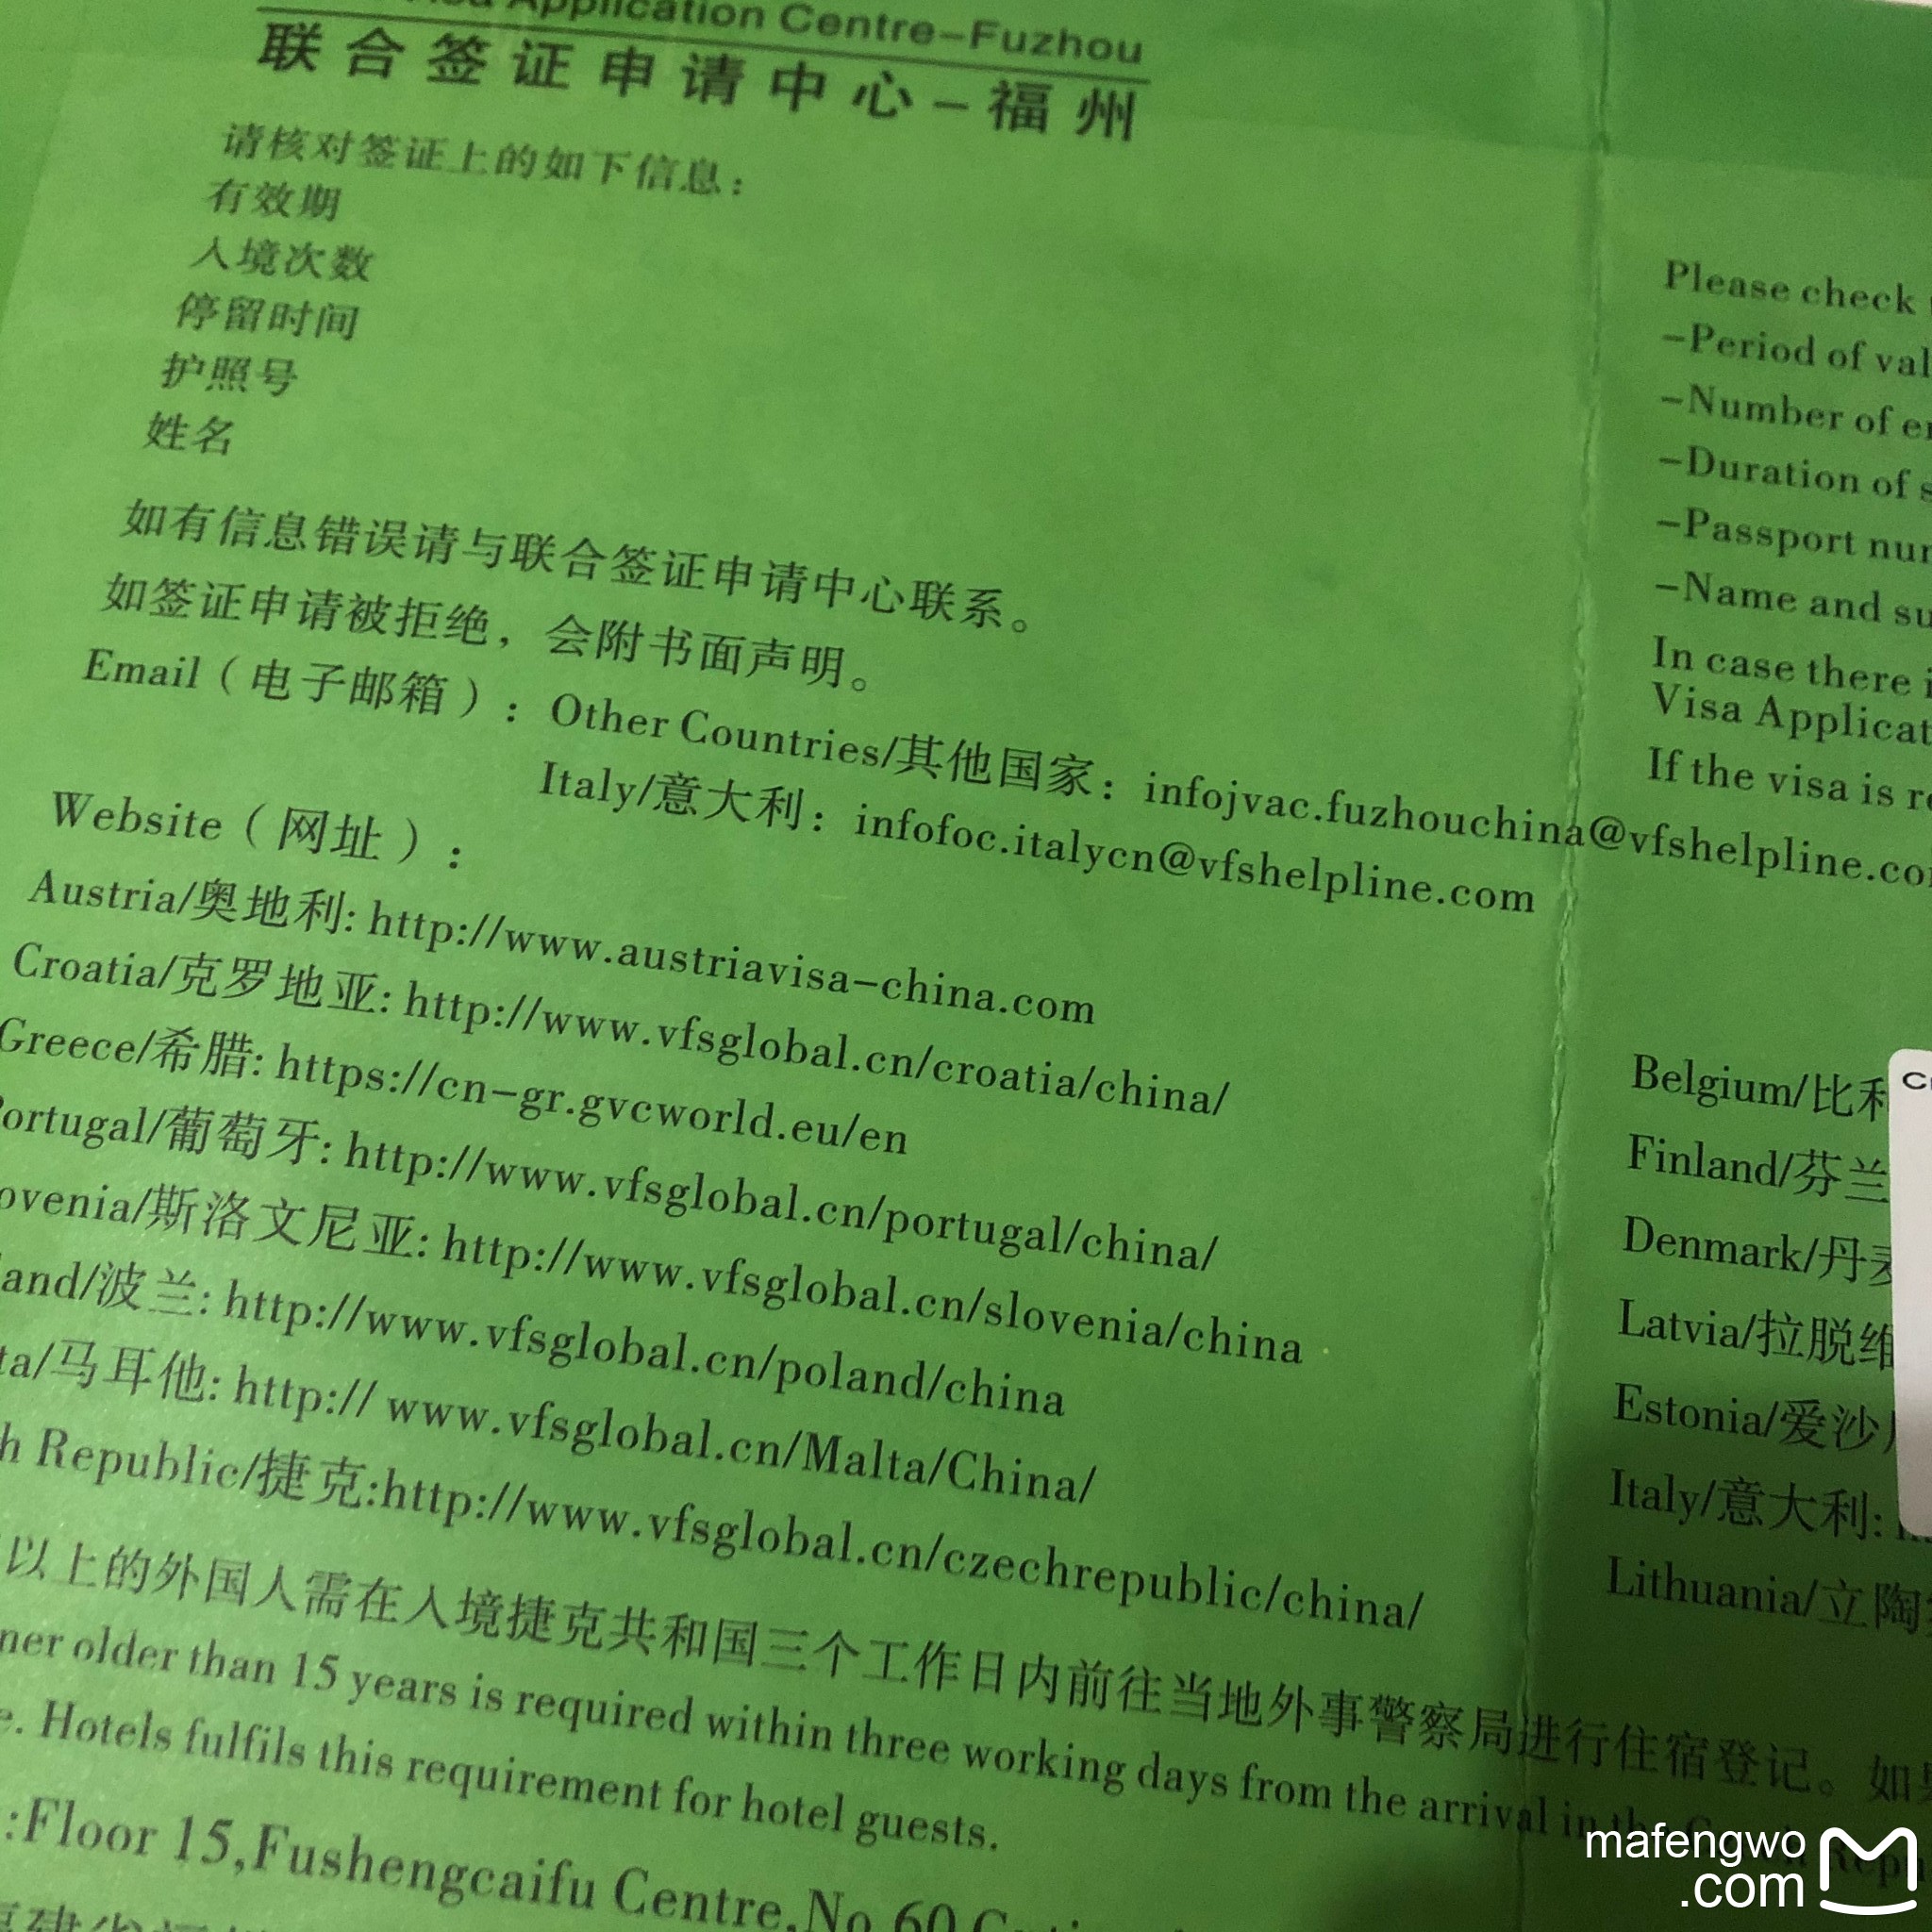 Application Centre-Fuzhou
联合签证申请中心-福州
请核对签证上的如下信息：
有效期
入境次数
停留时间
护照号
姓名
如有信息错误请与联合签证申请中心联系。
如签证申请被拒绝，会附书面声明。
Email（电子邮箱）：Other Countries/其他国家：infojvac.fuzhouchina@vfshelpline.co
Italy/意大利：infofoc.italycn@vfshelpline.com
Website（网址）：
Austria/奥地利: http://www.austriavisa-china.com
Croatia/克罗地亚: http://www.vfsglobal.cn/croatia/china/
Greece/希腊: https://cn-gr.gvcworld.eu/en
Portugal/葡萄牙: http://www.vfsglobal.cn/portugal/china/
ovenia/斯洛文尼亚: http://www.vfsglobal.cn/slovenia/china
land/波兰: http://www.vfsglobal.cn/poland/china
ta/马耳他: http:// www.vfsglobal.cn/Malta/China/
h Republic/捷克:http://www.vfsglobal.cn/czechrepublic/china/
以上的外国人需在入境捷克共和国三个工作日内前往当地外事警察局进行住宿登记。如
ner older than 15 years is required within three working days from the arrival in the
e. Hotels fulfils this requirement for hotel guests.
:Floor 15,Fushengcaifu Centre,No 60
Please check
-Period of val
-Number of e
-Duration of s
-Passport nu
-Name and su
In case there i
Visa Applicat
If the visa is re
Belgium/比利
Finland/芬兰
Denmark/丹麦
Latvia/拉脱维
Estonia/爱沙
Italy/意大利:
Lithuania/立陶
mafengwo
.com